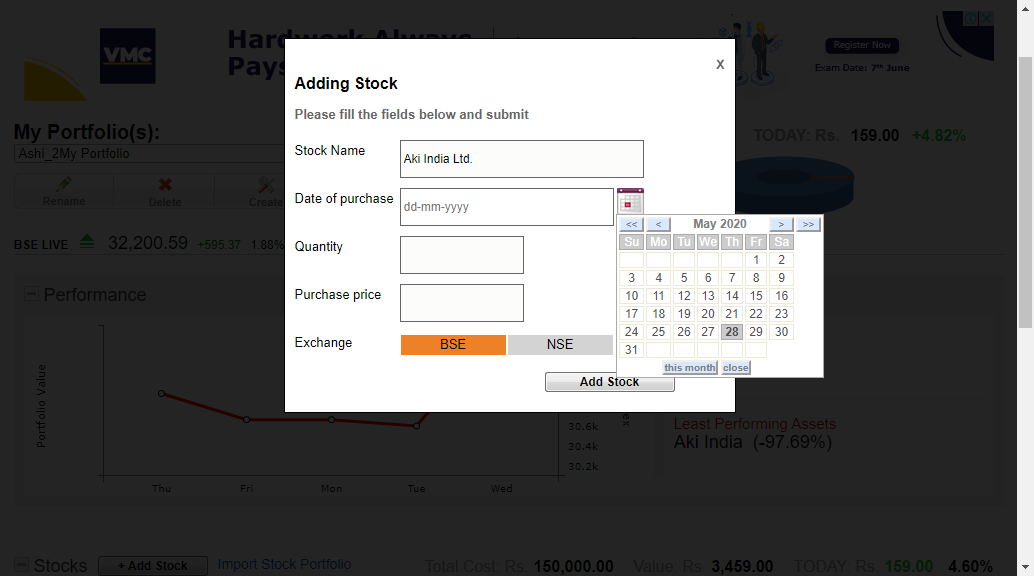 Hardwork Always
Pays
VMC
Register Now
Exam Date: 7th June
My Portfolio(s):
Ashi_2My Portfolio
TODAY: Rs. 159.00 +4.82%
Rename
Delete
Create
BSE LIVE 32,200.59 +595.37 1.88%
Performance
X
Adding Stock
Please fill the fields below and submit
Stock Name
Aki India Ltd.
Date of purchase
dd-mm-yyyy
Quantity
Purchase price
Exchange
BSE NSE
Add Stock
<< < May 2020 > >>
Su Mo Tu We Th Fr Sa
1 2
3 4 5 6 7 8 9
10 11 12 13 14 15 16
17 18 19 20 21 22 23
24 25 26 27 28 29 30
31
this month close
Portfolio Value
30.6k
30.4k
30.2k
Thu Fri Mon Tue Wed
Least Performing Assets
Aki India (-97.69%)
Stocks + Add Stock Import Stock Portfolio
Total Cost Rs. 150,000.00 Value: Rs. 3,459.00 TODAY Rs. 159.00 4.60%